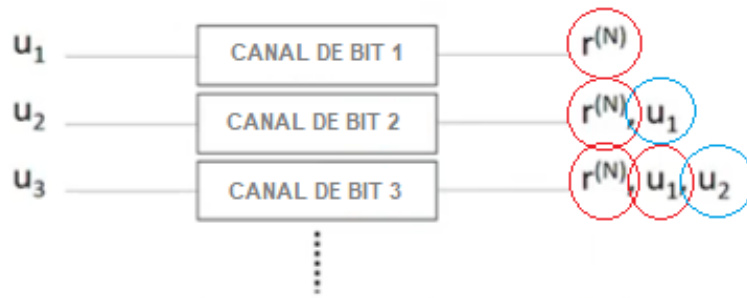 u₁ CANAL DE BIT 1 r⁽ᴺ⁾
u₂ CANAL DE BIT 2 r⁽ᴺ⁾, u₁
u₃ CANAL DE BIT 3 r⁽ᴺ⁾, u₁, u₂